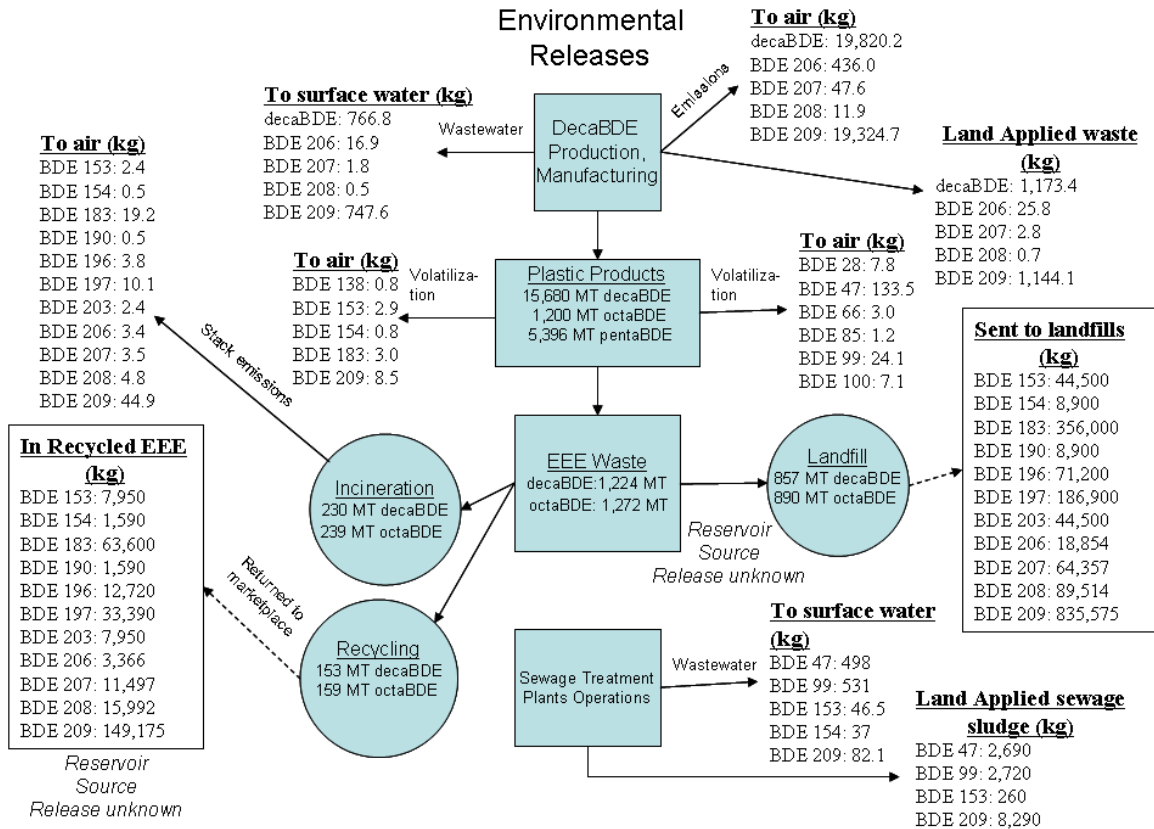 Environmental
Releases
To air (kg)
decaBDE: 19,820.2
BDE 206: 436.0
BDE 207: 47.6
BDE 208: 11.9
BDE 209: 19,324.7
Emissions
To surface water (kg)
decaBDE: 766.8
BDE 206: 16.9
BDE 207: 1.8
BDE 208: 0.5
BDE 209: 747.6
Wastewater
DecaBDE
Production,
Manufacturing
Land Applied waste
(kg)
decaBDE: 1,173.4
BDE 206: 25.8
BDE 207: 2.8
BDE 208: 0.7
BDE 209: 1,144.1
To air (kg)
BDE 153: 2.4
BDE 154: 0.5
BDE 183: 19.2
BDE 190: 0.5
BDE 196: 3.8
BDE 197: 10.1
BDE 203: 2.4
BDE 206: 3.4
BDE 207: 3.5
BDE 208: 4.8
BDE 209: 44.9
Stack emissions
To air (kg)
BDE 138: 0.8
BDE 153: 2.9
BDE 154: 0.8
BDE 183: 3.0
BDE 209: 8.5
Volatiliza-
tion
Plastic Products
15,680 MT decaBDE
1,200 MT octaBDE
5,396 MT pentaBDE
Volatiliza-
tion
To air (kg)
BDE 28: 7.8
BDE 47: 133.5
BDE 66: 3.0
BDE 85: 1.2
BDE 99: 24.1
BDE 100: 7.1
Sent to landfills
(kg)
BDE 153: 44,500
BDE 154: 8,900
BDE 183: 356,000
BDE 190: 8,900
BDE 196: 71,200
BDE 197: 186,900
BDE 203: 44,500
BDE 206: 18,854
BDE 207: 64,357
BDE 208: 89,514
BDE 209: 835,575
In Recycled EEE
(kg)
BDE 153: 7,950
BDE 154: 1,590
BDE 183: 63,600
BDE 190: 1,590
BDE 196: 12,720
BDE 197: 33,390
BDE 203: 7,950
BDE 206: 3,366
BDE 207: 11,497
BDE 208: 15,992
BDE 209: 149,175
Reservoir
Source
Release unknown
Incineration
230 MT decaBDE
239 MT octaBDE
EEE Waste
decaBDE:1,224 MT
octaBDE: 1,272 MT
Landfill
857 MT decaBDE
890 MT octaBDE
Reservoir
Source
Release unknown
Returned to
marketplace
Recycling
153 MT decaBDE
159 MT octaBDE
Sewage Treatment
Plants Operations
Wastewater
To surface water
(kg)
BDE 47: 498
BDE 99: 531
BDE 153: 46.5
BDE 154: 37
BDE 209: 82.1
Land Applied sewage
sludge (kg)
BDE 47: 2,690
BDE 99: 2,720
BDE 153: 260
BDE 209: 8,290